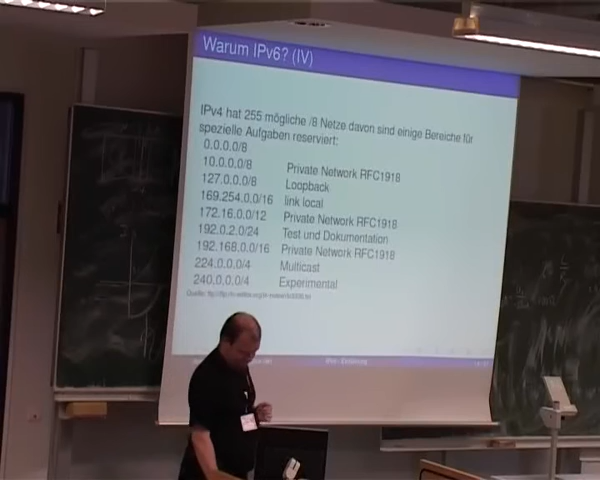 Warum IPv6? (IV)
IPv4 hat 255 mögliche /8 Netze davon sind einige Bereiche für
spezielle Aufgaben reserviert:
0.0.0.0/8
10.0.0.0/8 Private Network RFC1918
127.0.0.0/8 Loopback
169.254.0.0/16 link local
172.16.0.0/12 Private Network RFC1918
192.0.2.0/24 Test und Dokumentation
192.168.0.0/16 Private Network RFC1918
224.0.0.0/4 Multicast
240.0.0.0/4 Experimental
Quelle: